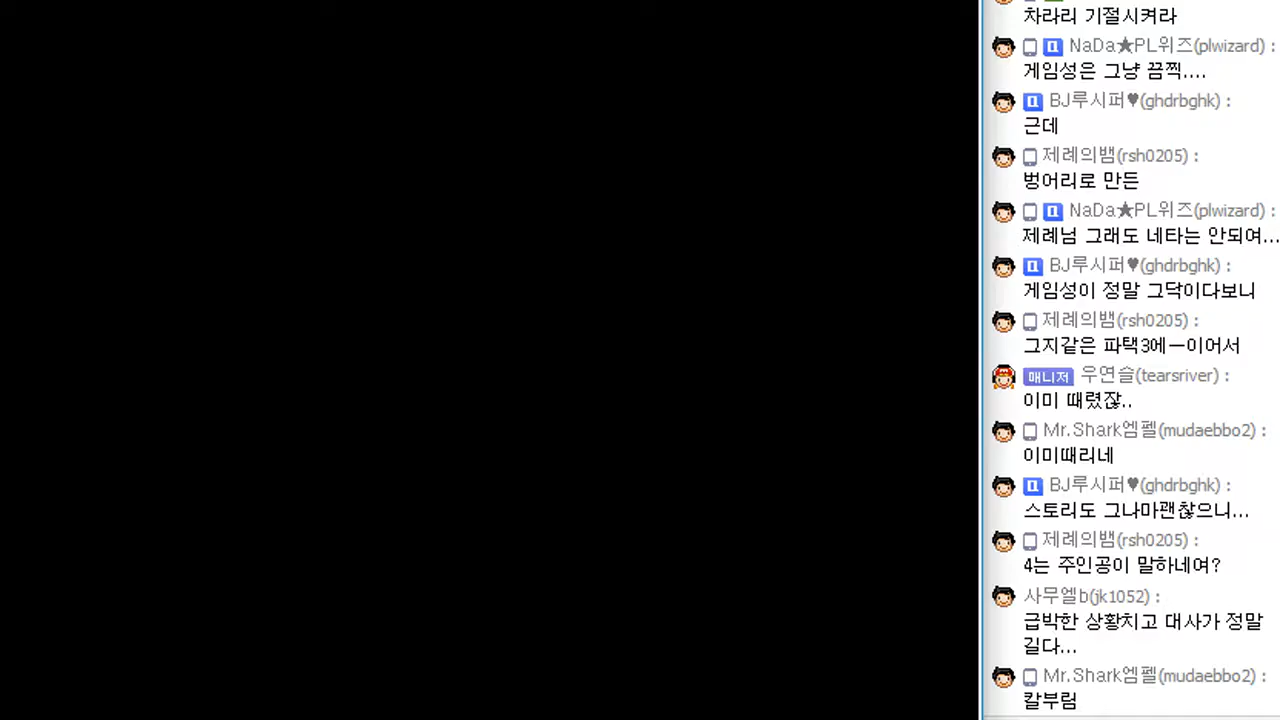 차라리 기절시켜라
NaDa★PL위즈(plwizard) :
게임성은 그냥 끔찍....
BJ루시퍼♥(ghdrbghk) :
근데
제례의뱀(rsh0205) :
벙어리로 만든
NaDa★PL위즈(plwizard) :
제례님 그래도 네타는 안되여...
BJ루시퍼♥(ghdrbghk) :
게임성이 정말 그닥이다보니
제례의뱀(rsh0205) :
그지같은 파택3에ㅡ이어서
매니저 우연슬(tearsriver) :
이미 때렸잖..
Mr.Shark엠펠(mudaebbo2) :
이미때리네
BJ루시퍼♥(ghdrbghk) :
스토리도 그나마괜찮으니...
제례의뱀(rsh0205) :
4는 주인공이 말하네여?
사무엘b(jk1052) :
급박한 상황치고 대사가 정말
길다...
Mr.Shark엠펠(mudaebbo2) :
칼부림